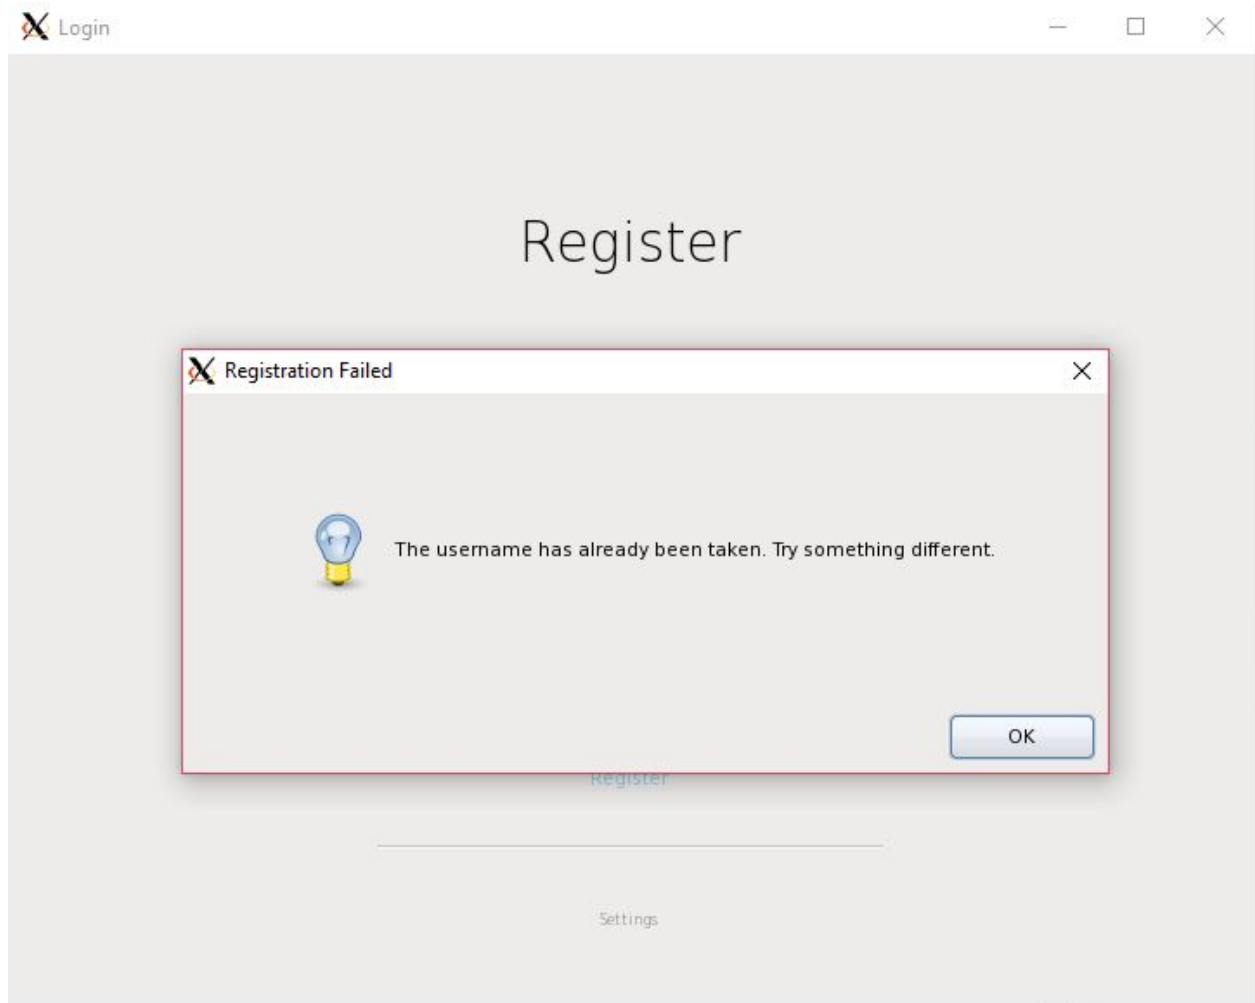 Login
Register
Registration Failed
The username has already been taken. Try something different.
OK
Register
Settings